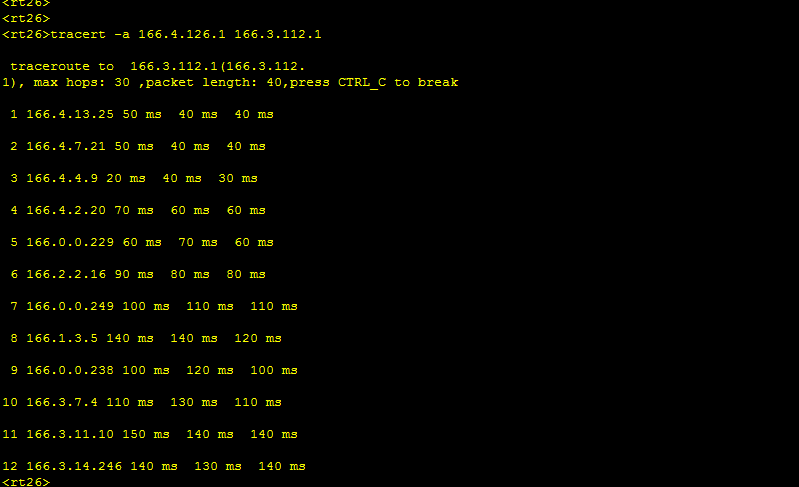 <rt26>
<rt26>
<rt26>tracert -a 166.4.126.1 166.3.112.1
traceroute to  166.3.112.1(166.3.112.
1), max hops: 30 ,packet length: 40,press CTRL_C to break
1 166.4.13.25 50 ms  40 ms  40 ms
2 166.4.7.21 50 ms  40 ms  40 ms
3 166.4.4.9 20 ms  40 ms  30 ms
4 166.4.2.20 70 ms  60 ms  60 ms
5 166.0.0.229 60 ms  70 ms  60 ms
6 166.2.2.16 90 ms  80 ms  80 ms
7 166.0.0.249 100 ms  110 ms  110 ms
8 166.1.3.5 140 ms  140 ms  120 ms
9 166.0.0.238 100 ms  120 ms  100 ms
10 166.3.7.4 110 ms  130 ms  110 ms
11 166.3.11.10 150 ms  140 ms  140 ms
12 166.3.14.246 140 ms  130 ms  140 ms
<rt26>